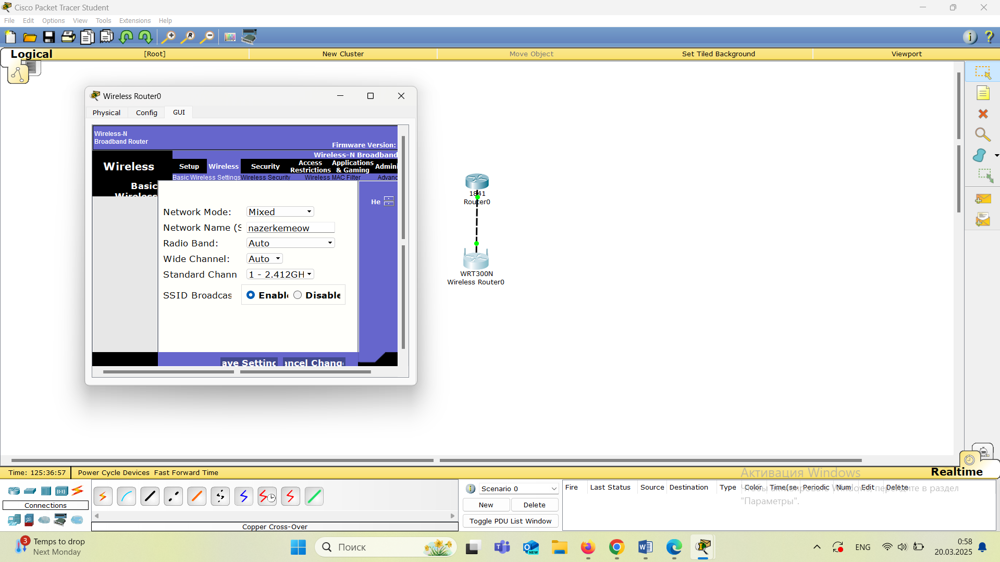 Cisco Packet Tracer Student
File Edit Options View Tools Extensions Help
Logical [Root] New Cluster Move Object Set Tiled Background Viewport
Wireless Router0
Physical Config GUI
Wireless-N
Broadband Router
Firmware Version:
Wireless-N Broadband
Wireless
Setup Wireless Security Access Restrictions Applications & Gaming Admini
Basic Wireless Settings Wireless Security Wireless MAC Filter Advanc
Basic
Wireless
He
Network Mode: Mixed
Network Name (S nazerkemeow
Radio Band: Auto
Wide Channel: Auto
Standard Chann 1 - 2.412GH
SSID Broadcas Enable Disable
ave Setting ancel Chang
1841
Router0
WRT300N
Wireless Router0
Time: 125:36:57 Power Cycle Devices Fast Forward Time
Realtime
Connections
Copper Cross-Over
Scenario 0
New Delete
Toggle PDU List Window
Fire Last Status Source Destination Type Color Time(sec Periodic Num Edit Delete
Активация Windows
Чтобы активировать Windows, перейдите в раздел
"Параметры".
3
Temps to drop
Next Monday
Поиск
NEW
ENG
0:58
20.03.2025